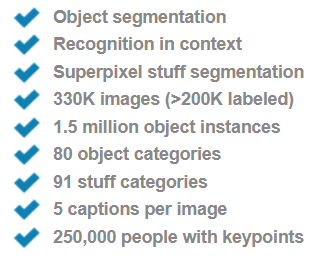 Object segmentation
Recognition in context
Superpixel stuff segmentation
330K images (>200K labeled)
1.5 million object instances
80 object categories
91 stuff categories
5 captions per image
250,000 people with keypoints